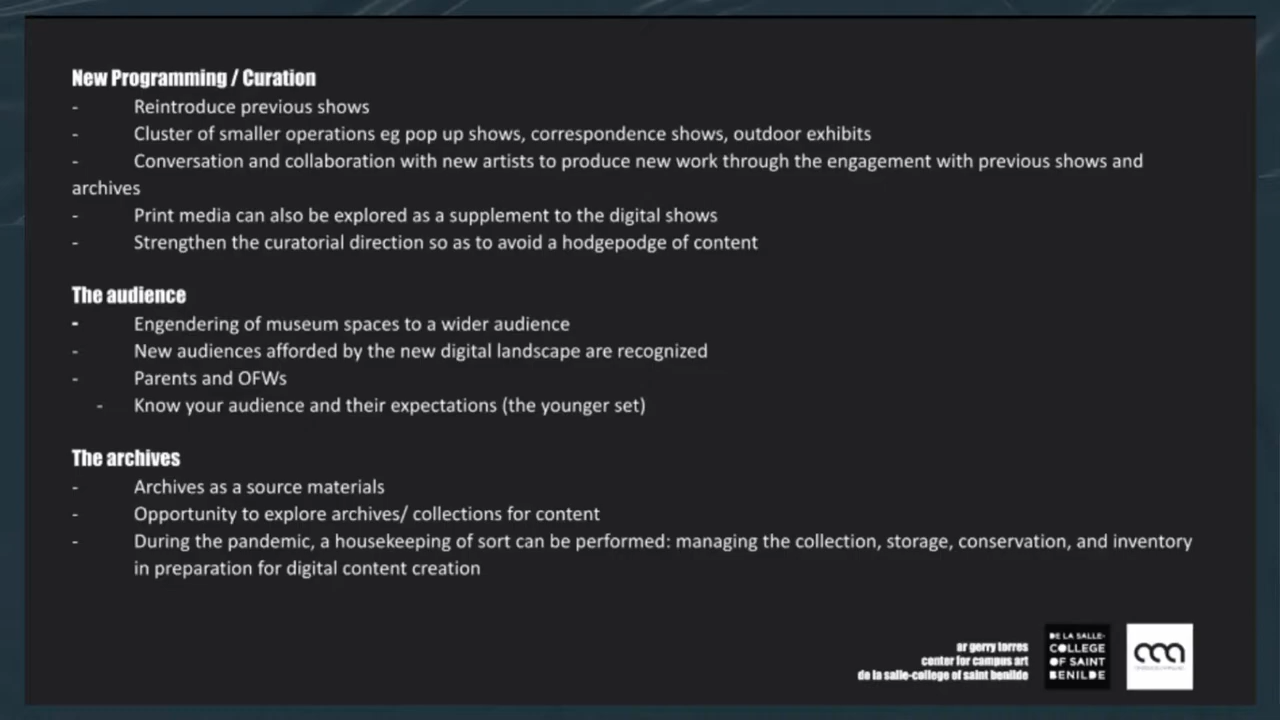 New Programming / Curation
- Reintroduce previous shows
- Cluster of smaller operations eg pop up shows, correspondence shows, outdoor exhibits
- Conversation and collaboration with new artists to produce new work through the engagement with previous shows and
archives
- Print media can also be explored as a supplement to the digital shows
- Strengthen the curatorial direction so as to avoid a hodgepodge of content
The audience
- Engendering of museum spaces to a wider audience
- New audiences afforded by the new digital landscape are recognized
- Parents and OFWs
- Know your audience and their expectations (the younger set)
The archives
- Archives as a source materials
- Opportunity to explore archives/ collections for content
- During the pandemic, a housekeeping of sort can be performed: managing the collection, storage, conservation, and inventory
in preparation for digital content creation
ar gerry torres
center for campus art
de la salle-college of saint benilde
DE LA SALLE-
COLLEGE
OF SAINT
BENILDE